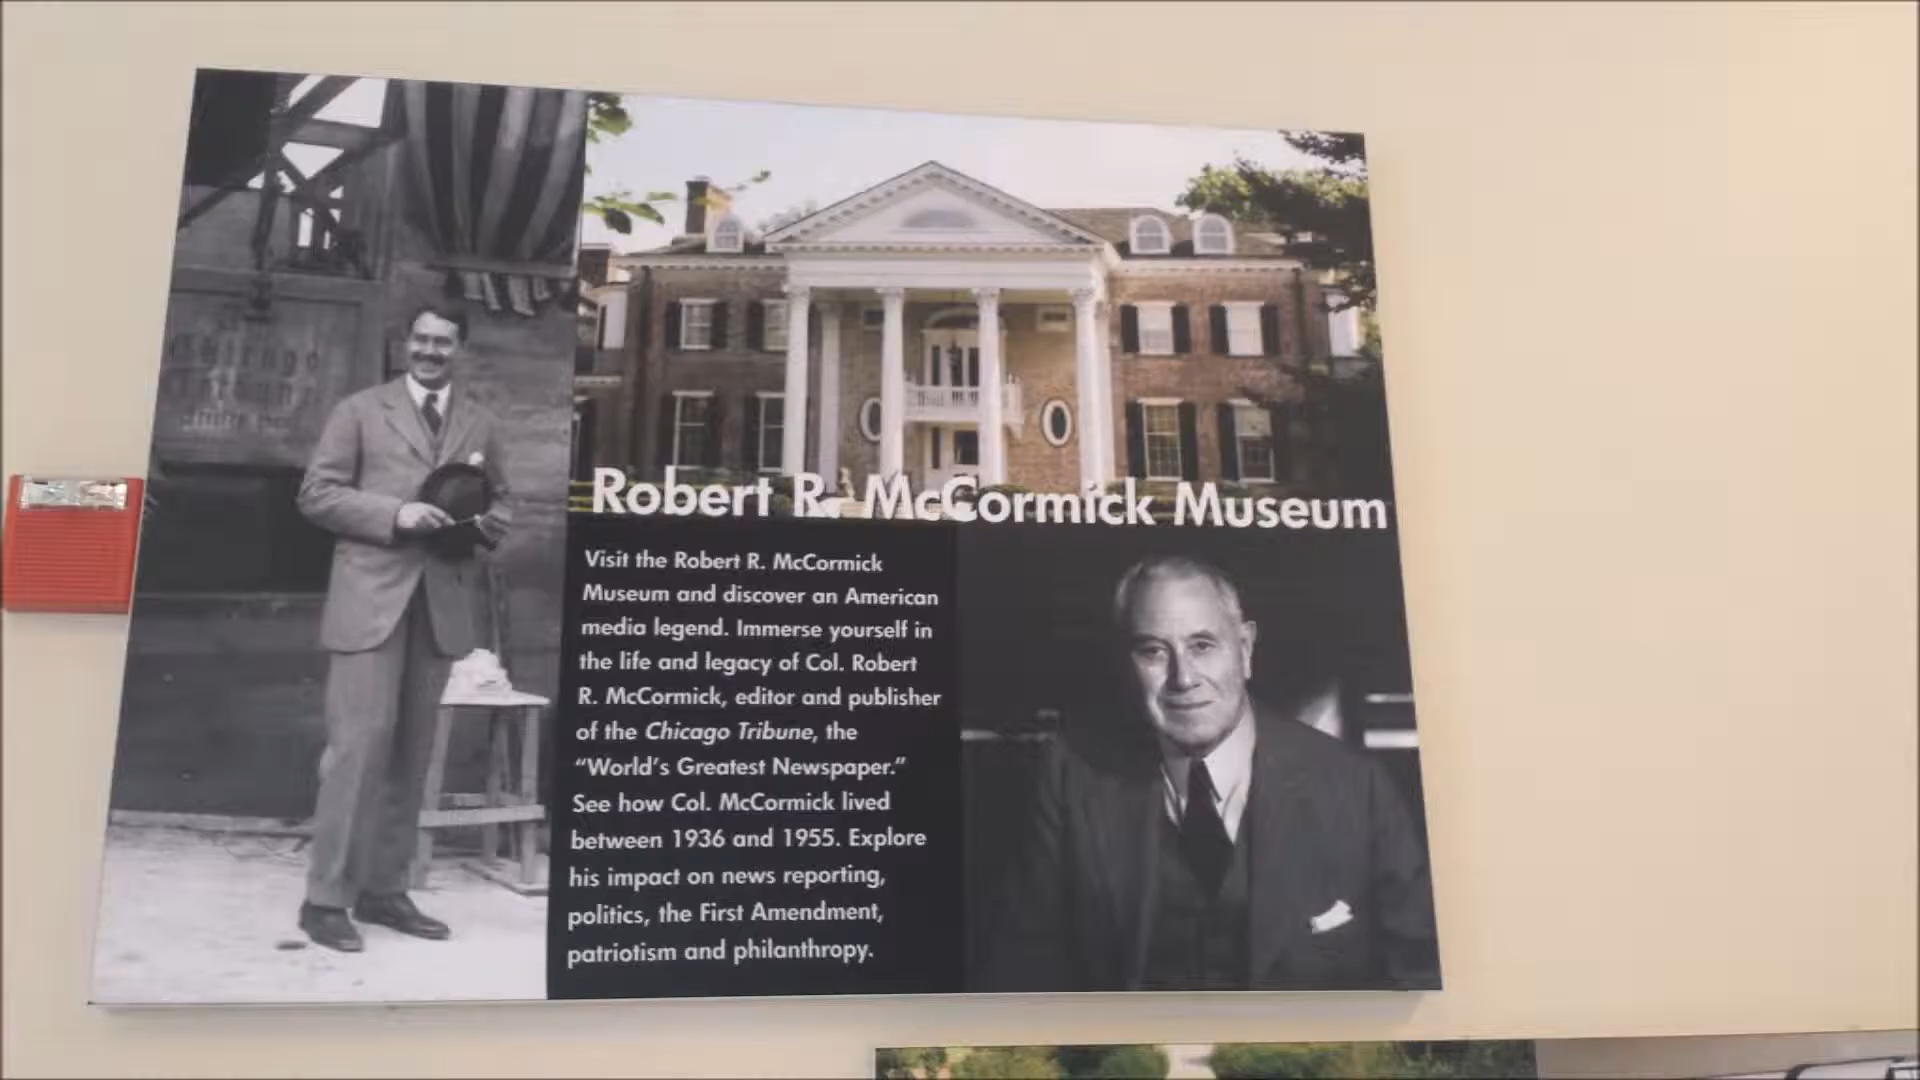 Robert R. McCormick Museum
Visit the Robert R. McCormick
Museum and discover an American
media legend. Immerse yourself in
the life and legacy of Col. Robert
R. McCormick, editor and publisher
of the Chicago Tribune, the
“World’s Greatest Newspaper.”
See how Col. McCormick lived
between 1936 and 1955. Explore
his impact on news reporting,
politics, the First Amendment,
patriotism and philanthropy.